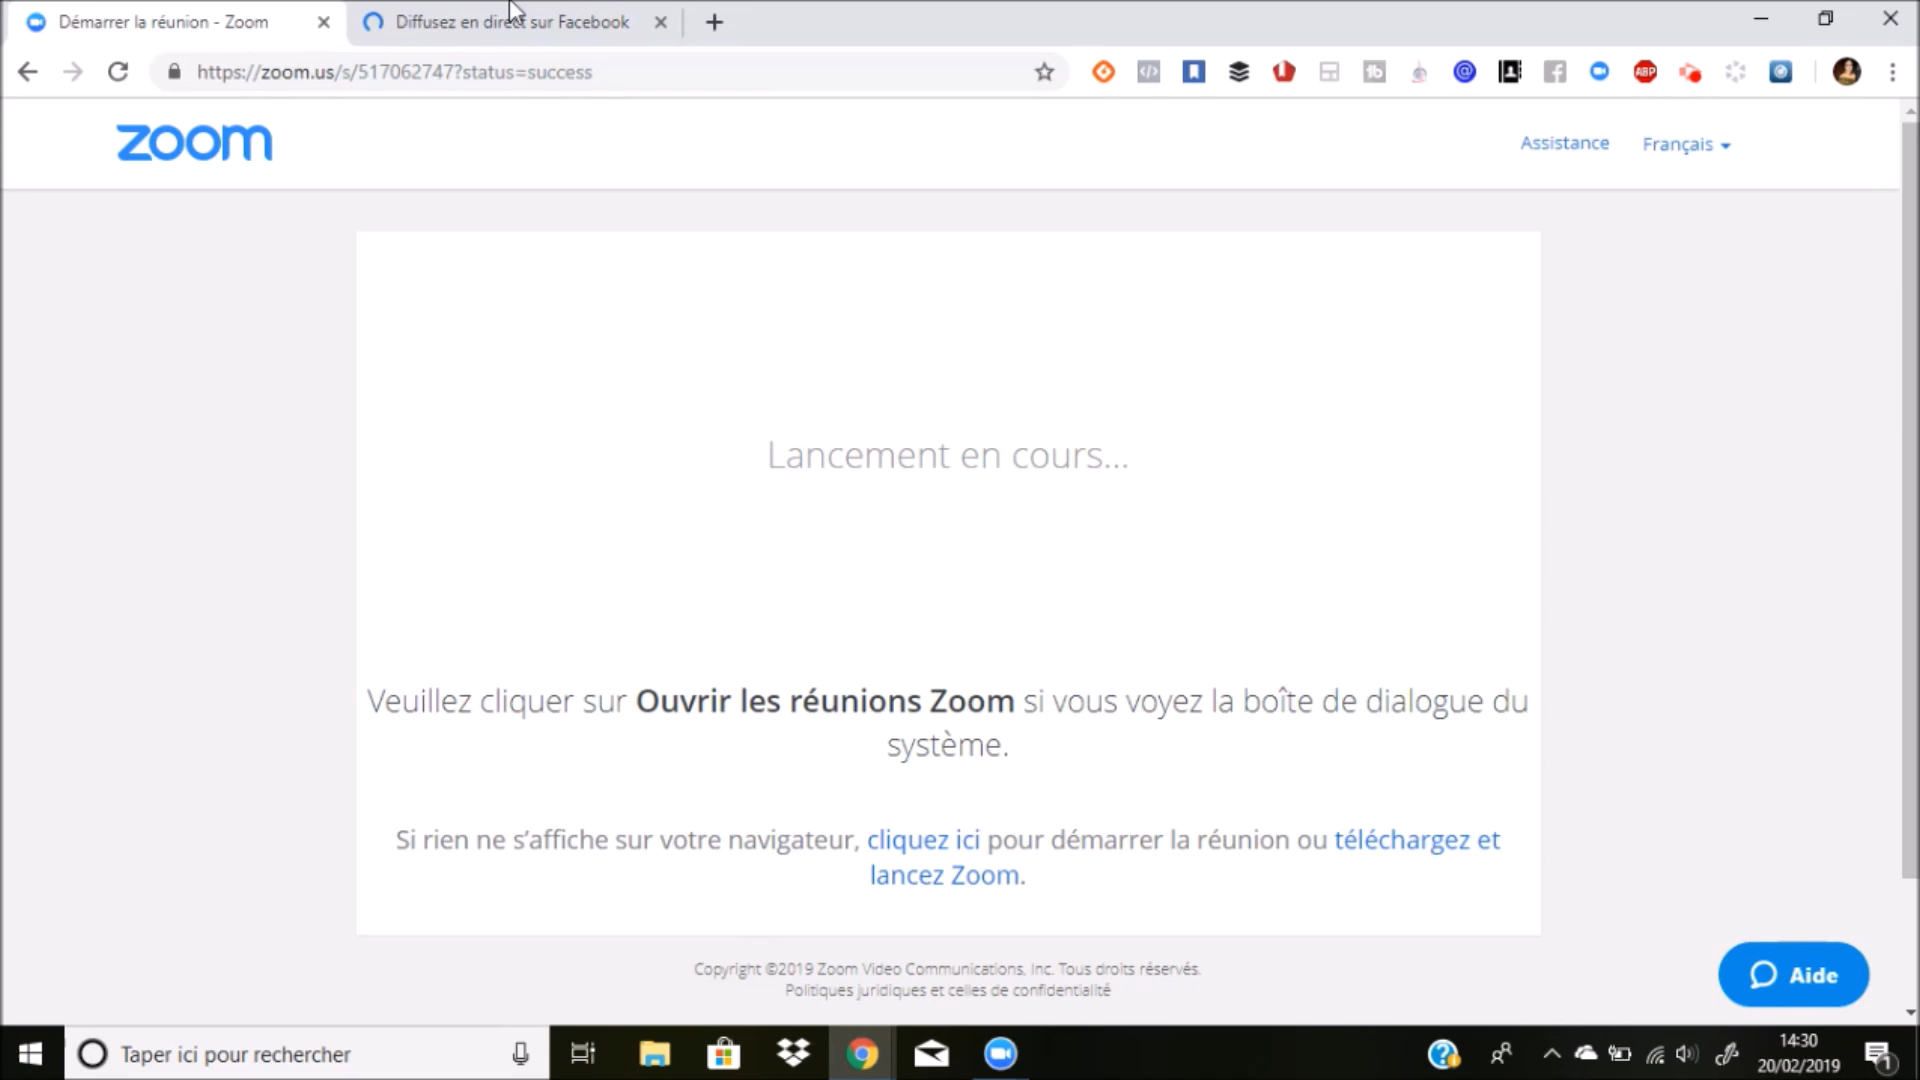 Démarrer la réunion - Zoom
Diffusez en direct sur Facebook
https://zoom.us/s/517062747?status=success
ABP
zoom
Assistance
Français
Lancement en cours...
Veuillez cliquer sur Ouvrir les réunions Zoom si vous voyez la boîte de dialogue du
système.
Si rien ne s’affiche sur votre navigateur, cliquez ici pour démarrer la réunion ou téléchargez et
lancez Zoom.
Copyright ©2019 Zoom Video Communications, Inc. Tous droits réservés.
Politiques juridiques et celles de confidentialité
Aide
Taper ici pour rechercher
14:30
20/02/2019
1